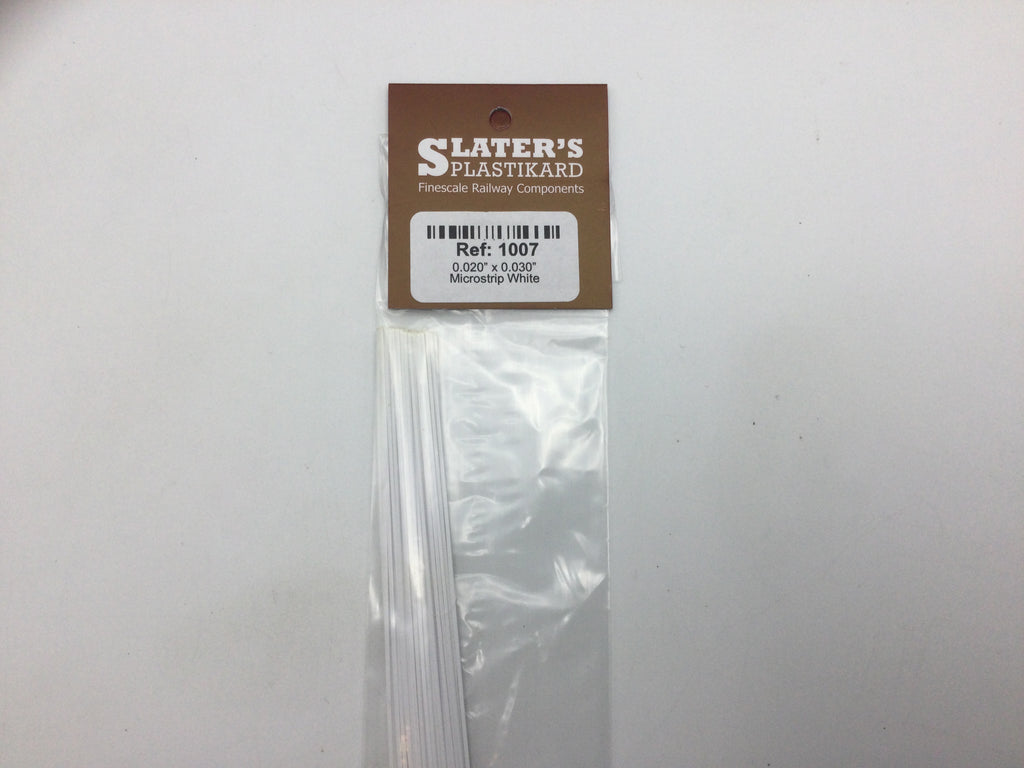 SLATER'S
PLASTIKARD
Finescale Railway Components
Ref: 1007
0.020" x 0.030"
Microstrip White